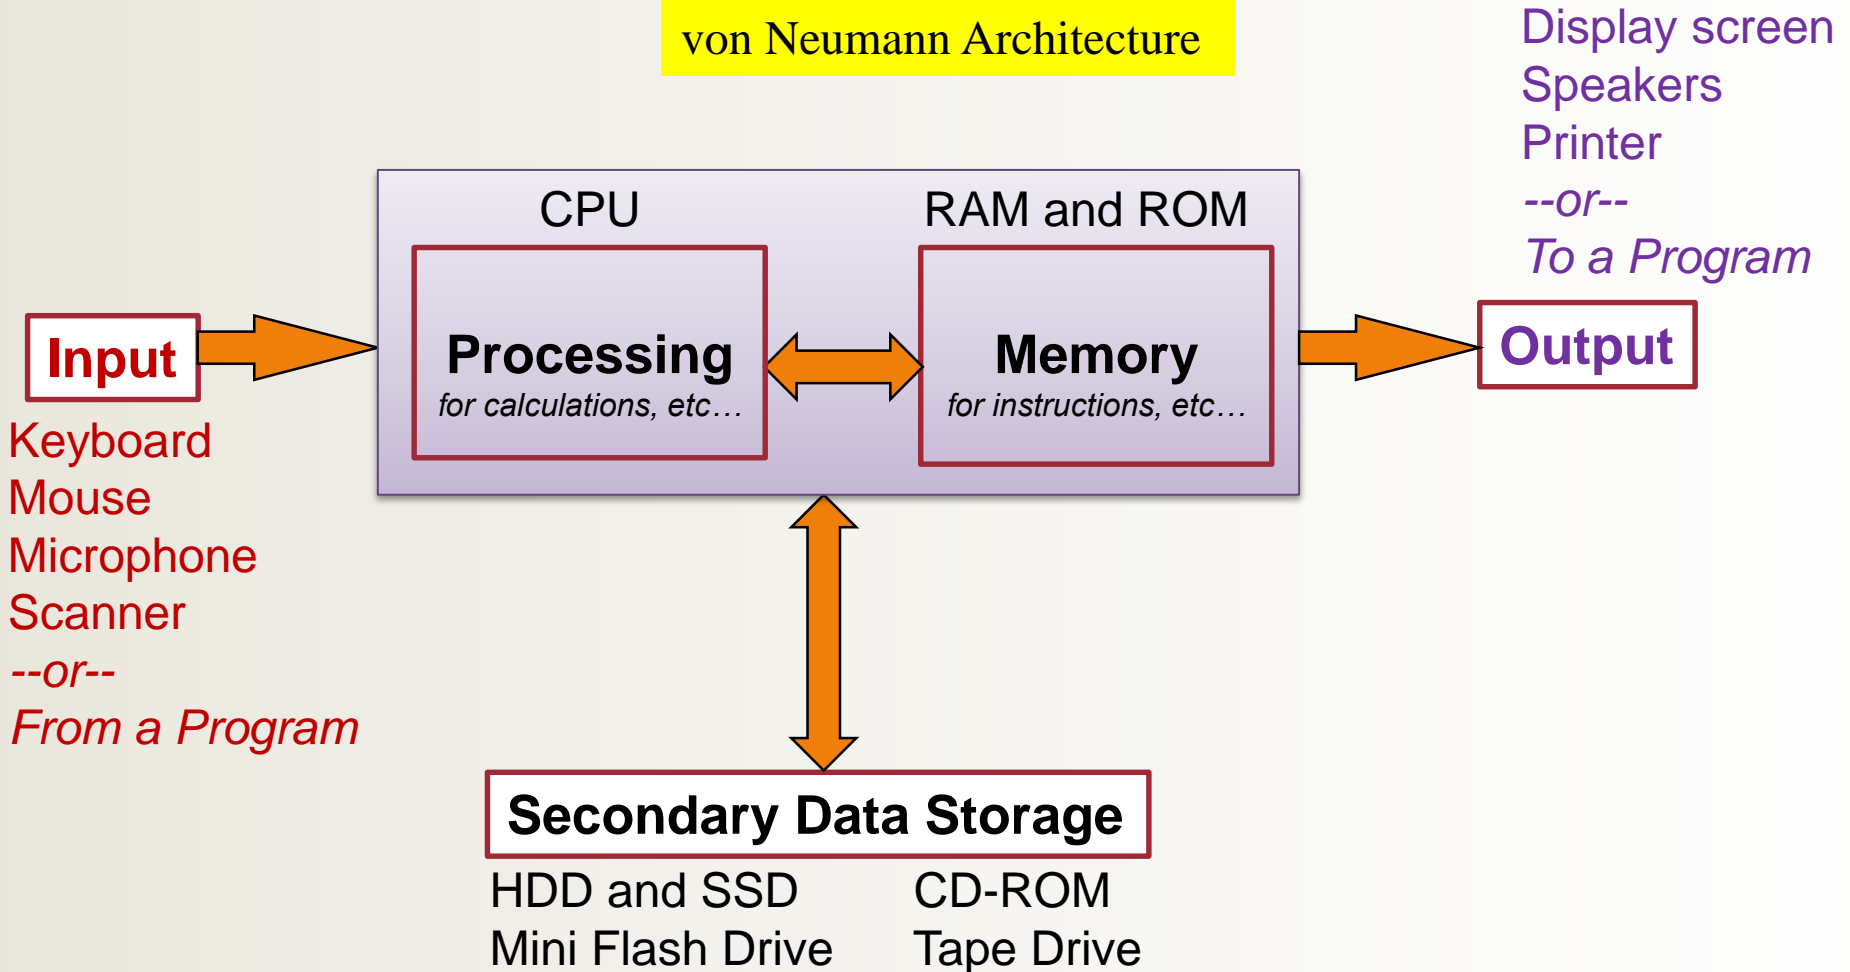 von Neumann Architecture
Display screen
Speakers
Printer
--or--
To a Program
CPU
RAM and ROM
Input
Processing
for calculations, etc…
Memory
for instructions, etc…
Output
Keyboard
Mouse
Microphone
Scanner
--or--
From a Program
Secondary Data Storage
HDD and SSD
CD-ROM
Mini Flash Drive
Tape Drive